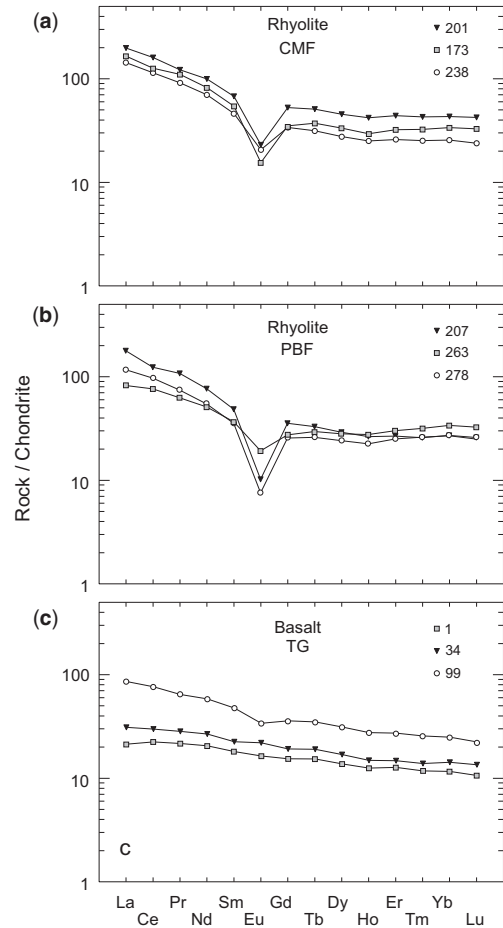 (a)
Rhyolite
CMF
201
173
238
100
10
1
(b)
Rhyolite
PBF
207
263
278
100
10
1
Rock / Chondrite
(c)
Basalt
TG
1
34
99
100
10
1
C
La Ce Pr Nd Sm Eu Gd Tb Dy Ho Er Tm Yb Lu